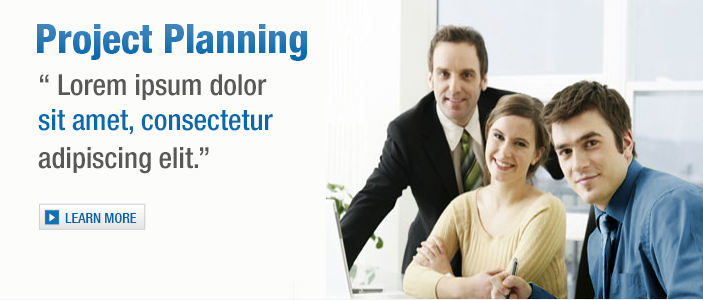 Project Planning
“ Lorem ipsum dolor
sit amet, consectetur
adipiscing elit.”
LEARN MORE